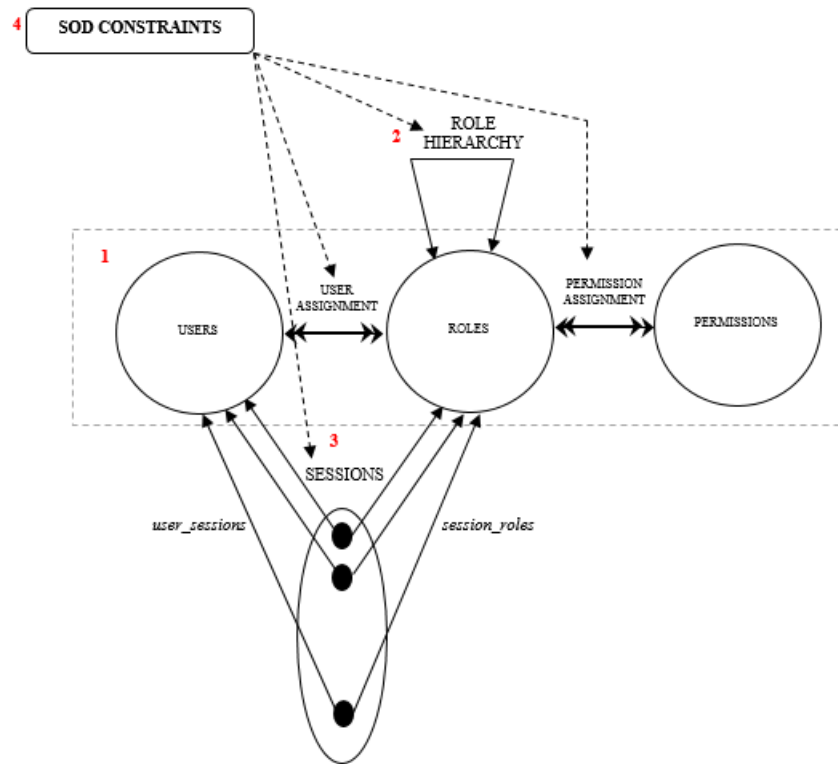 4
SOD CONSTRAINTS
2
ROLE
HIERARCHY
1
USERS
USER
ASSIGNMENT
ROLES
PERMISSION
ASSIGNMENT
PERMISSIONS
3
SESSIONS
user_sessions
session_roles